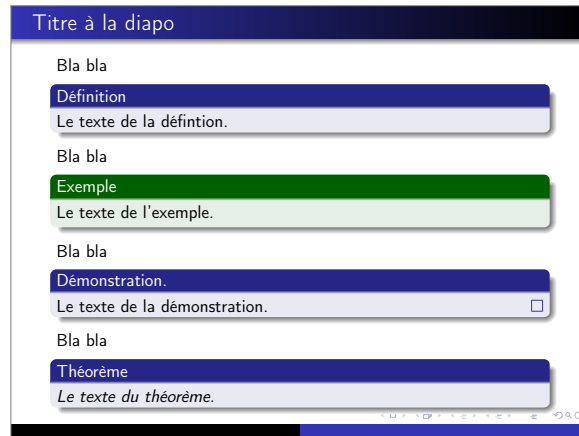 Titre à la diapo
Bla bla
Définition
Le texte de la défintion.
Bla bla
Exemple
Le texte de l'exemple.
Bla bla
Démonstration.
Le texte de la démonstration.
Bla bla
Théorème
Le texte du théorème.